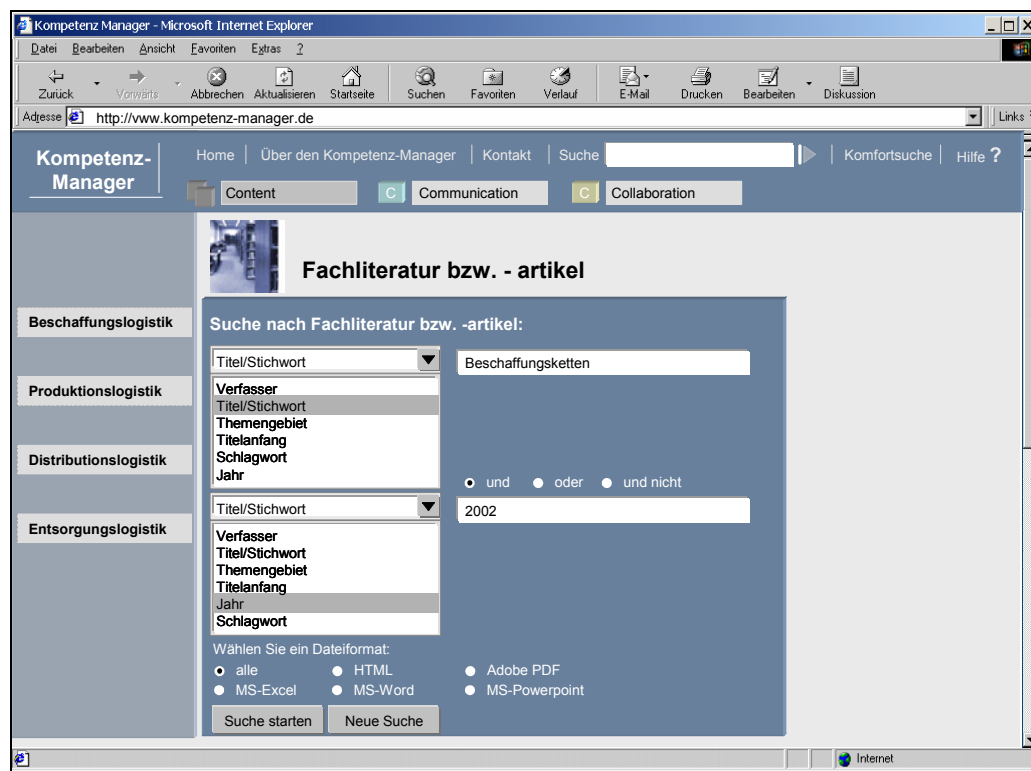 Kompetenz Manager - Microsoft Internet Explorer
Datei Bearbeiten Ansicht Favoriten Extras ?
Zurück Vorwärts Abbrechen Aktualisieren Startseite Suchen Favoriten Verlauf E-Mail Drucken Bearbeiten Diskussion
Adresse http://vww.kompetenz-manager.de Links
Kompetenz-
Manager
Home Über den Kompetenz-Manager Kontakt Suche Komfortsuche Hilfe ?
Content C Communication C Collaboration
Fachliteratur bzw. - artikel
Beschaffungslogistik
Produktionslogistik
Distributionslogistik
Entsorgungslogistik
Suche nach Fachliteratur bzw. -artikel:
Titel/Stichwort Beschaffungsketten
Verfasser
Titel/Stichwort
Themengebiet
Titelanfang
Schlagwort
Jahr
und oder und nicht
Titel/Stichwort 2002
Verfasser
Titel/Stichwort
Themengebiet
Titelanfang
Jahr
Schlagwort
Wählen Sie ein Dateiformat:
alle HTML Adobe PDF
MS-Excel MS-Word MS-Powerpoint
Suche starten Neue Suche
Internet